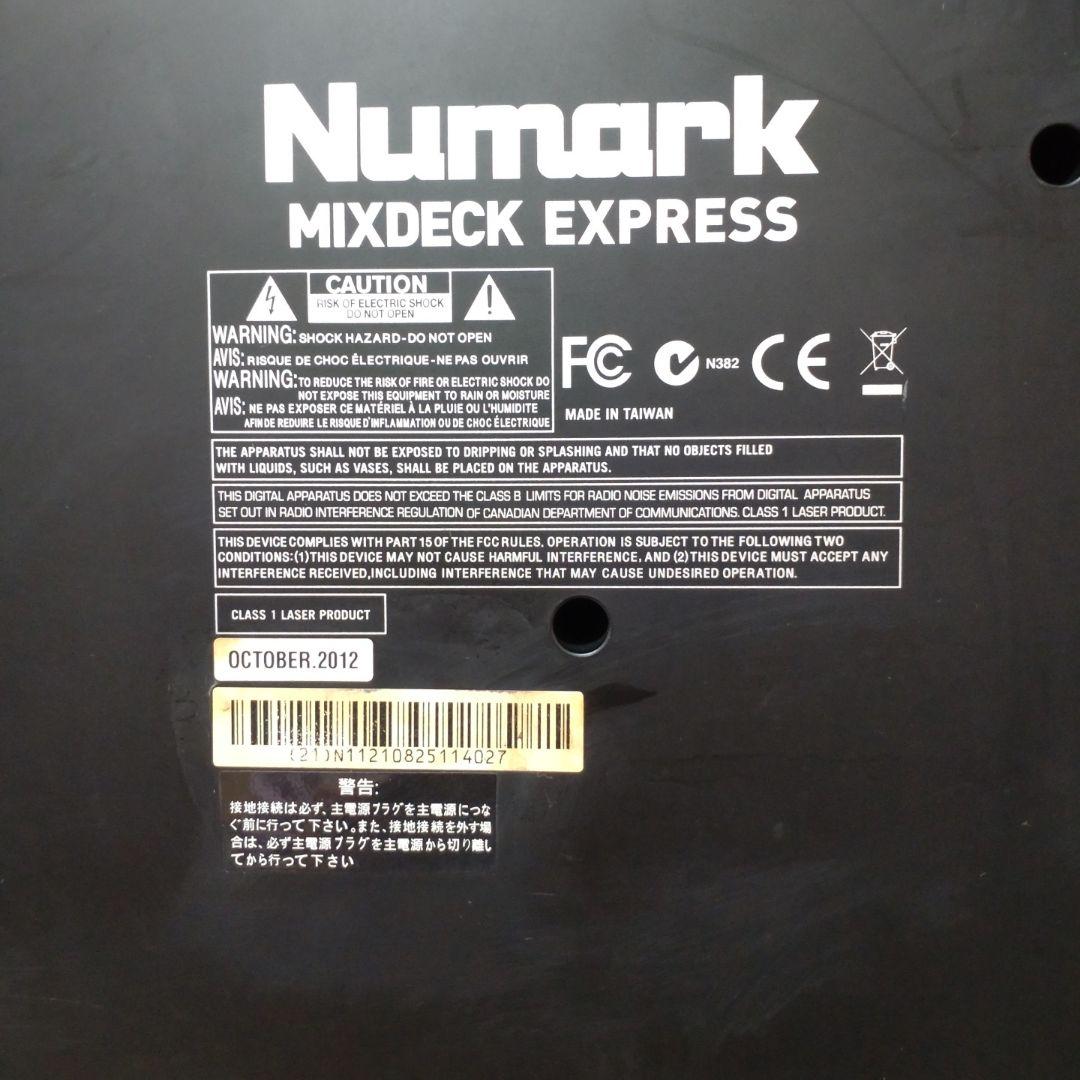 Numark
MIXDECK EXPRESS
CAUTION
RISK OF ELECTRIC SHOCK
DO NOT OPEN
WARNING: SHOCK HAZARD-DO NOT OPEN
AVIS: RISQUE DE CHOC ÉLECTRIQUE-NE PAS OUVRIR
WARNING: TO REDUCE THE RISK OF FIRE OR ELECTRIC SHOCK DO
NOT EXPOSE THIS EQUIPMENT TO RAIN OR MOISTURE
AVIS: NE PAS EXPOSER CE MATÉRIEL À LA PLUIE OU L'HUMIDITE
AFIN DE REDUIRE LE RISQUE D'INFLAMMATION OU DE CHOC ÉLECTRIQUE
FC N382 CE
MADE IN TAIWAN
THE APPARATUS SHALL NOT BE EXPOSED TO DRIPPING OR SPLASHING AND THAT NO OBJECTS FILLED
WITH LIQUIDS, SUCH AS VASES, SHALL BE PLACED ON THE APPARATUS.
THIS DIGITAL APPARATUS DOES NOT EXCEED THE CLASS B LIMITS FOR RADIO NOISE EMISSIONS FROM DIGITAL APPARATUS
SET OUT IN RADIO INTERFERENCE REGULATION OF CANADIAN DEPARTMENT OF COMMUNICATIONS. CLASS 1 LASER PRODUCT.
THIS DEVICE COMPLIES WITH PART 15 OF THE FCC RULES. OPERATION IS SUBJECT TO THE FOLLOWING TWO
CONDITIONS:(1)THIS DEVICE MAY NOT CAUSE HARMFUL INTERFERENCE, AND (2)THIS DEVICE MUST ACCEPT ANY
INTERFERENCE RECEIVED,INCLUDING INTERFERENCE THAT MAY CAUSE UNDESIRED OPERATION.
CLASS 1 LASER PRODUCT
OCTOBER.2012
(21)N11210825114027
警告:
接地接続は必ず、主電源プラグを主電源につな
ぐ前に行って下さい。また、接地接続を外す場
合は、必ず主電源プラグを主電源から切り離し
てから行って下さい